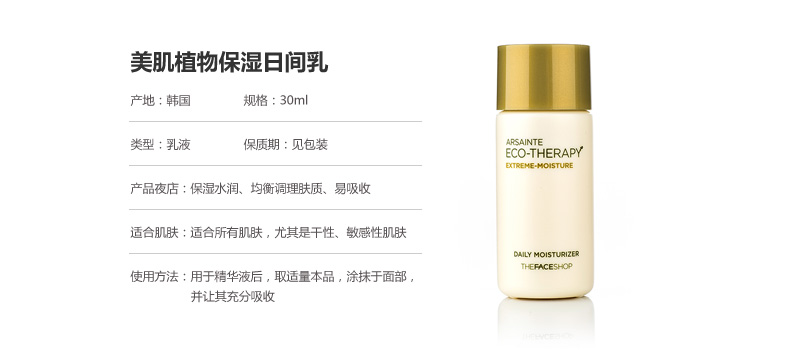 美肌植物保湿日间乳
产地：韩国 规格：30ml
类型：乳液 保质期：见包装
产品夜店：保湿水润、均衡调理肤质、易吸收
适合肌肤：适合所有肌肤，尤其是干性、敏感性肌肤
使用方法：用于精华液后，取适量本品，涂抹于面部，
并让其充分吸收
ARSAINTE
ECO-THERAPY
EXTREME-MOISTURE
DAILY MOISTURIZER
THEFACESHOP